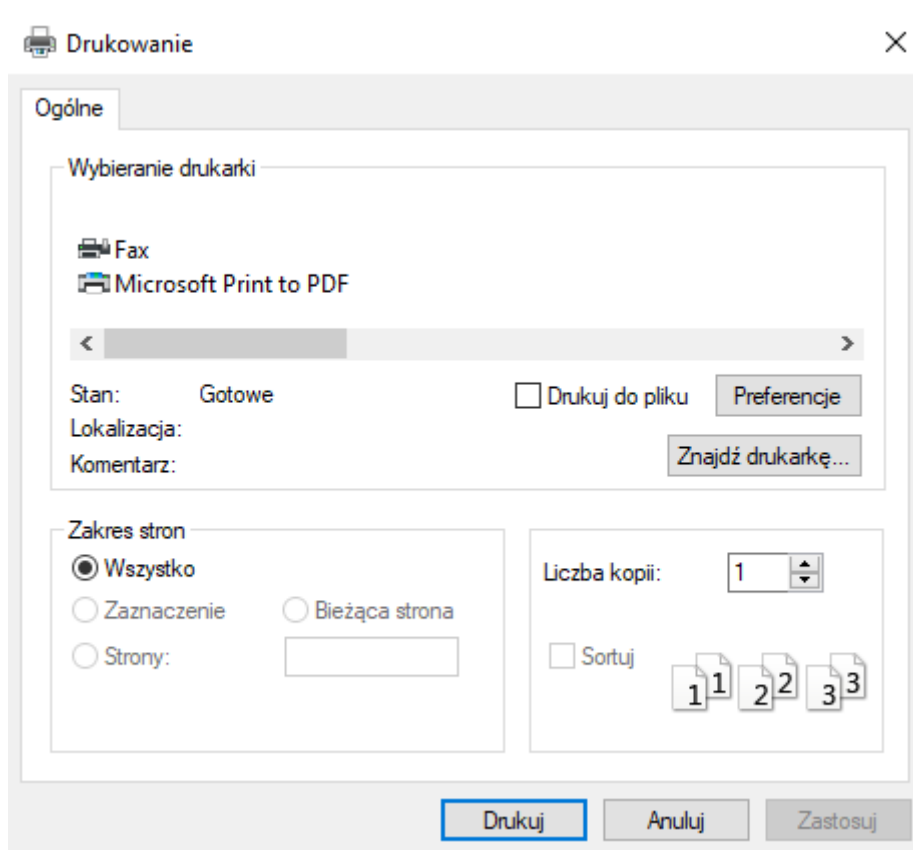 Drukowanie
Ogólne
Wybieranie drukarki
Fax
Microsoft Print to PDF
Stan: Gotowe
Drukuj do pliku
Preferencje
Lokalizacja:
Komentarz:
Znajdź drukarkę...
Zakres stron
Wszystko
Zaznaczenie
Bieżąca strona
Strony:
Liczba kopii: 1
Sortuj
1 1 2 2 3 3
Drukuj
Anuluj
Zastosuj